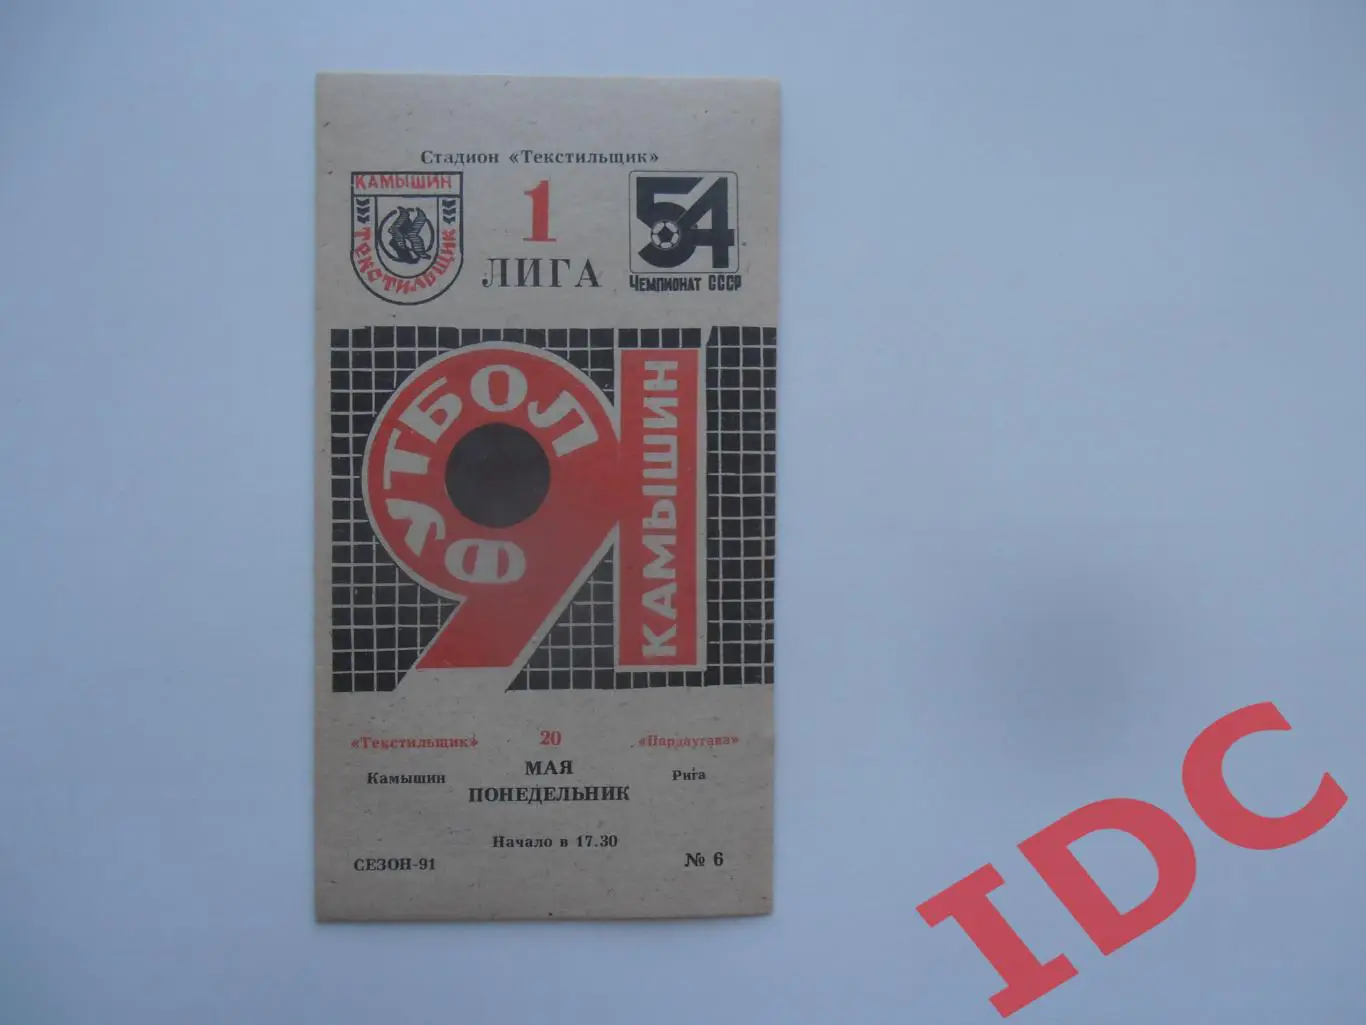 Стадион «Текстильщик»
КАМЫШИН
ТЕКСТИЛЬЩИК
1
ЛИГА
54
ЧЕМПИОНАТ СССР
ФУТБОЛ
91
КАМЫШИН
«Текстильщик»
Камышин
20
МАЯ
ПОНЕДЕЛЬНИК
«Пардаугава»
Рига
Начало в 17.30
СЕЗОН-91
№ 6
IDC